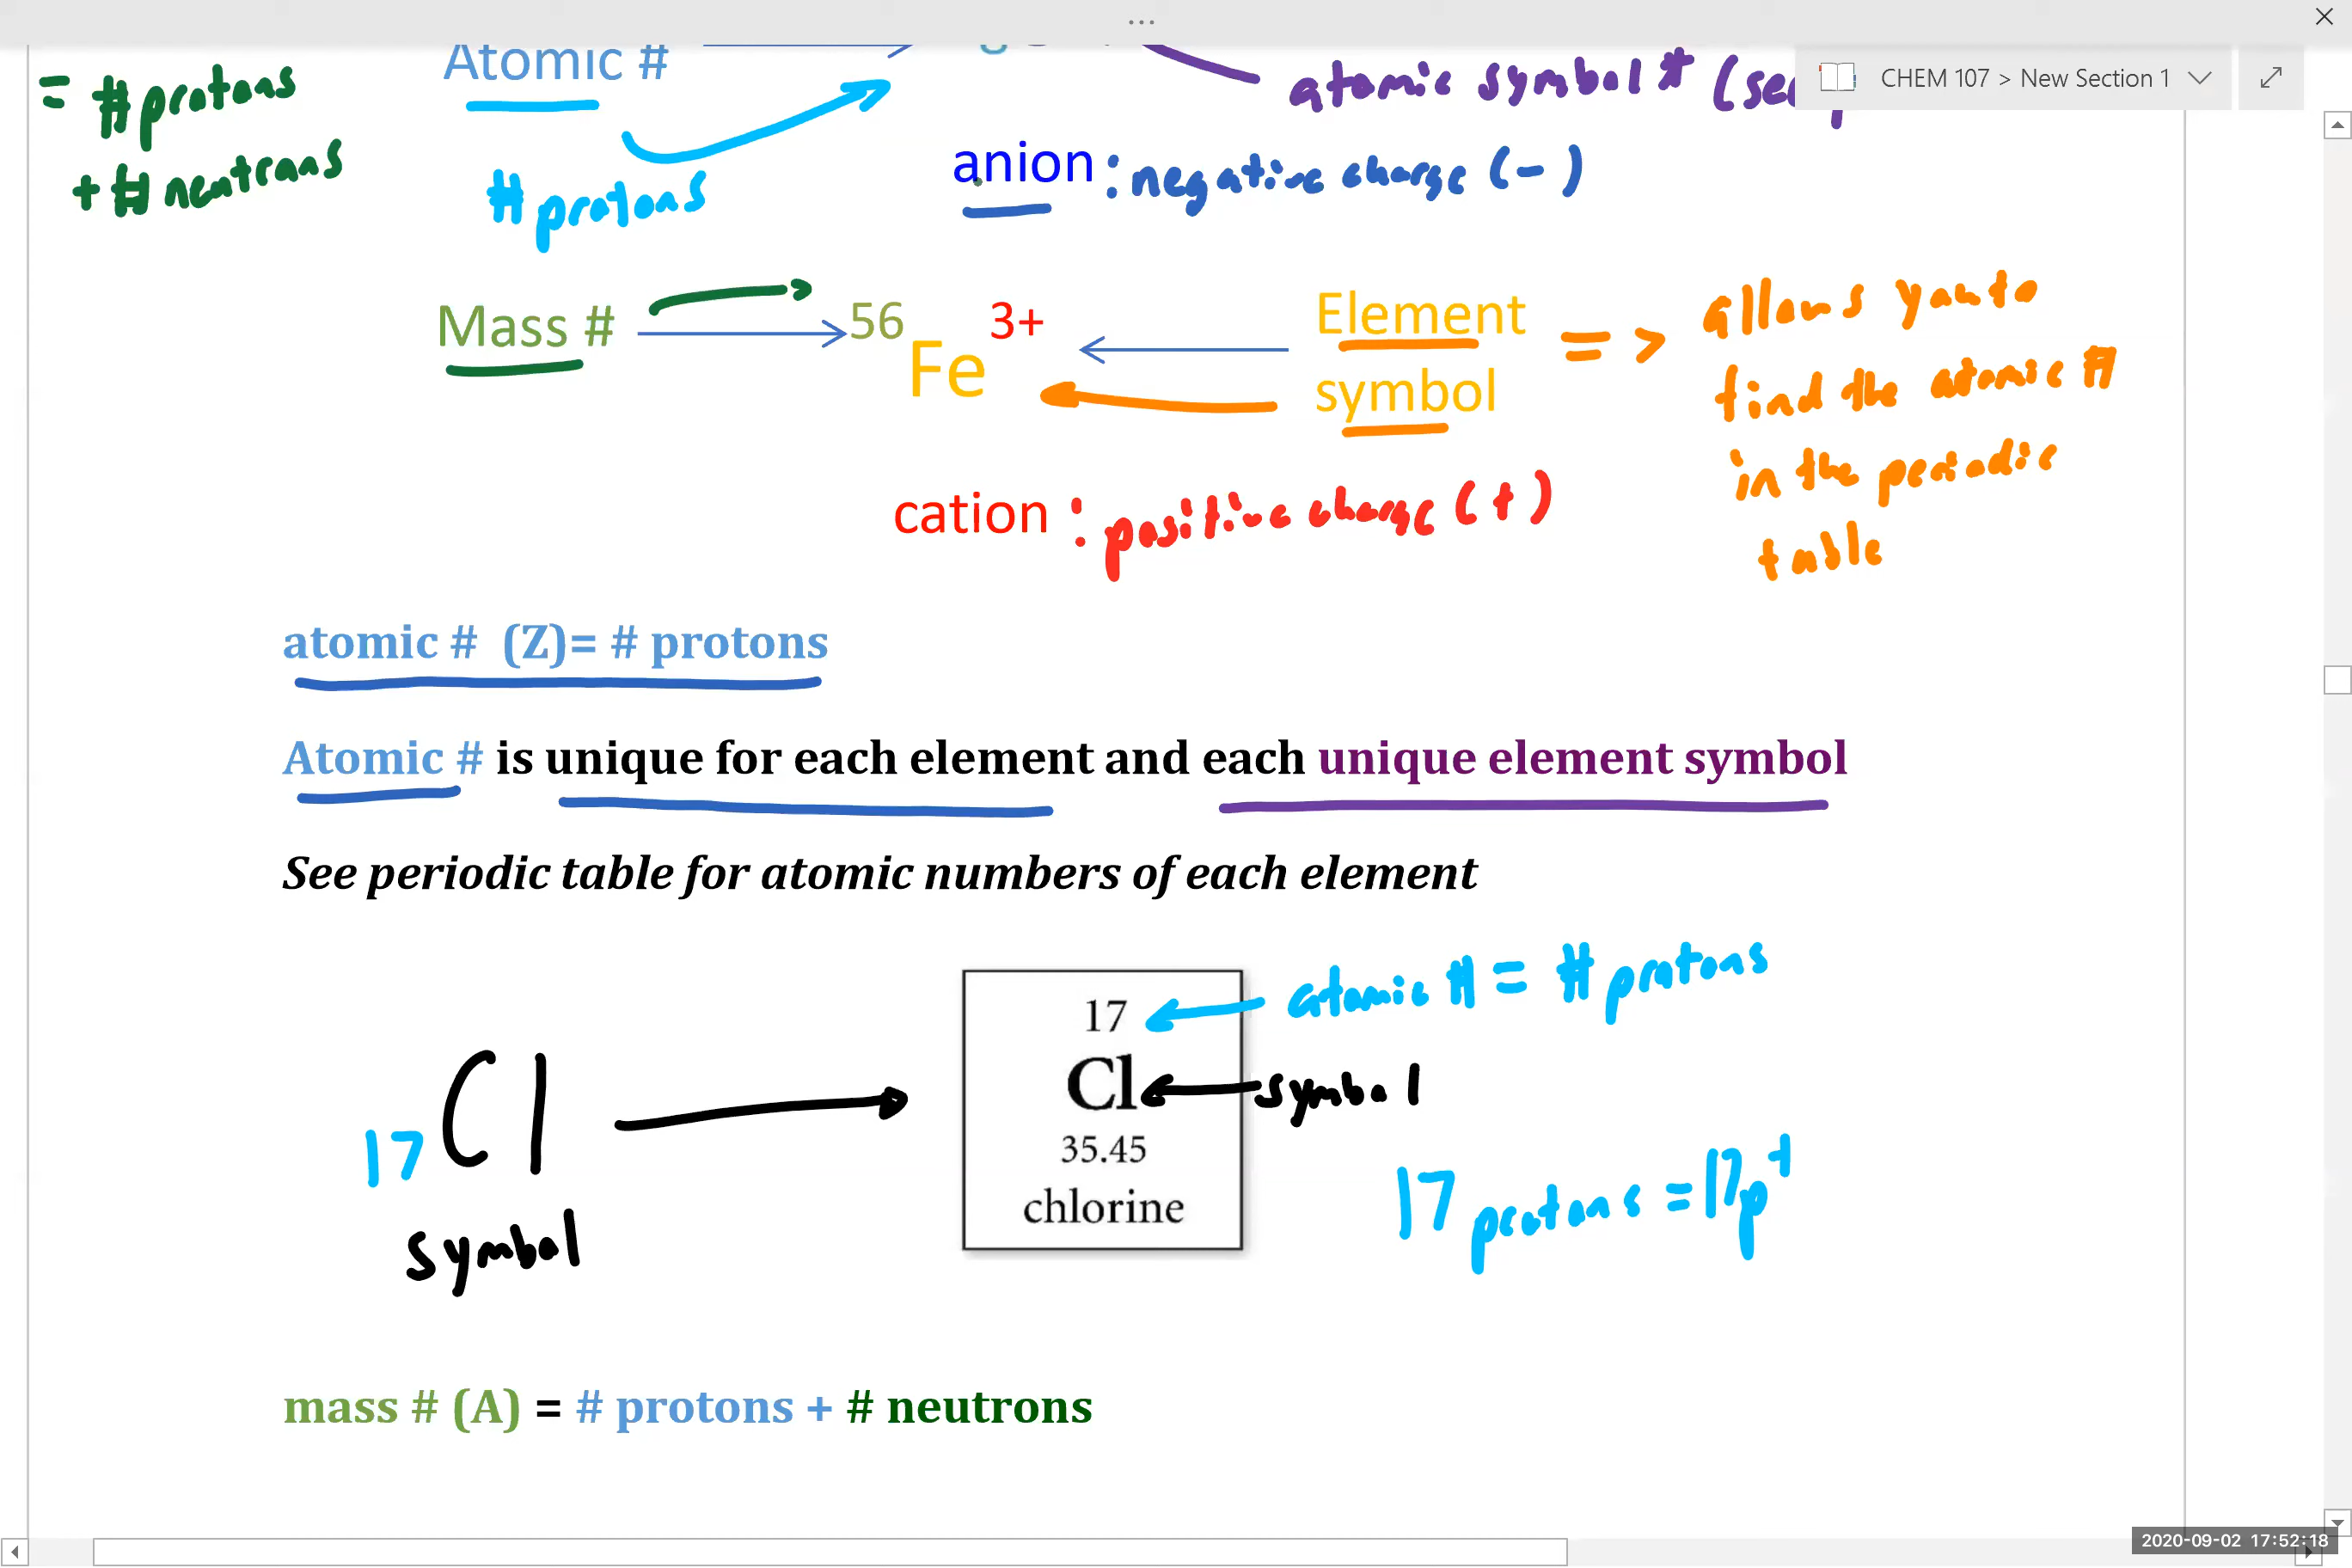 ...
CHEM 107 > New Section 1
Atomic #
= # protons
+ # neutrons
# protons
atomic symbol #
anion : negative charge (-)
Mass #
56
Fe
3+
Element
symbol
=> allows you to
find the atomic #
in the periodic
table
cation : positive charge (+)
atomic # (Z)= # protons
Atomic # is unique for each element and each unique element symbol
See periodic table for atomic numbers of each element
17
Cl
35.45
chlorine
atomic # = # protons
symbol
17 Cl
symbol
17 protons = 17p+
mass # (A) = # protons + # neutrons
2020-09-02 17:52:18